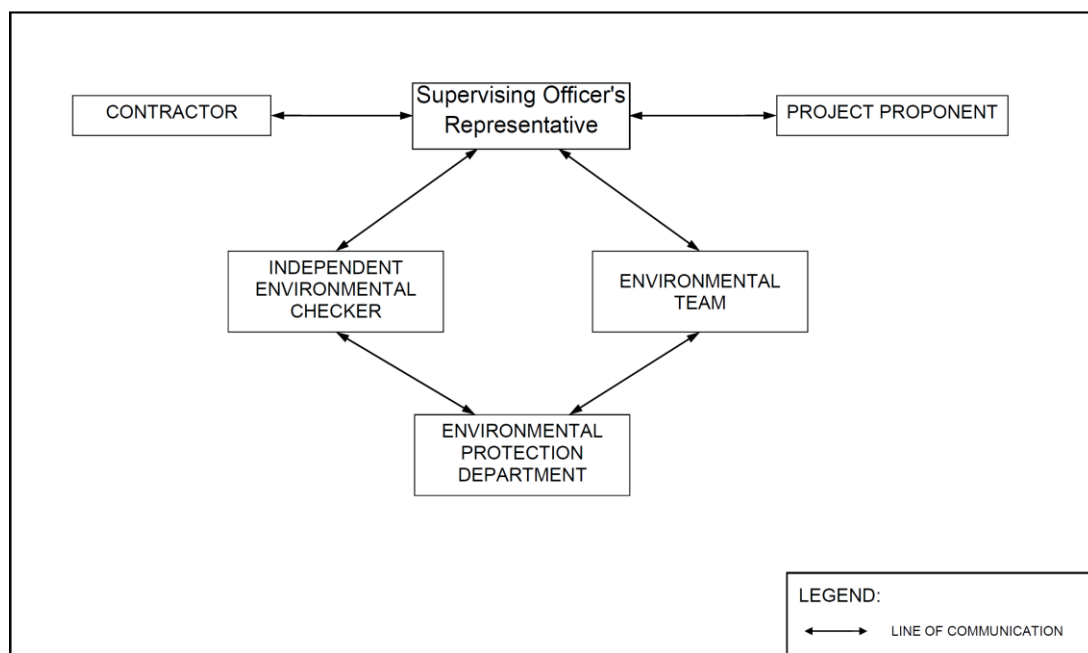 CONTRACTOR
Supervising Officer's
Representative
PROJECT PROPONENT
INDEPENDENT
ENVIRONMENTAL
CHECKER
ENVIRONMENTAL
TEAM
ENVIRONMENTAL
PROTECTION
DEPARTMENT
LEGEND:
LINE OF COMMUNICATION